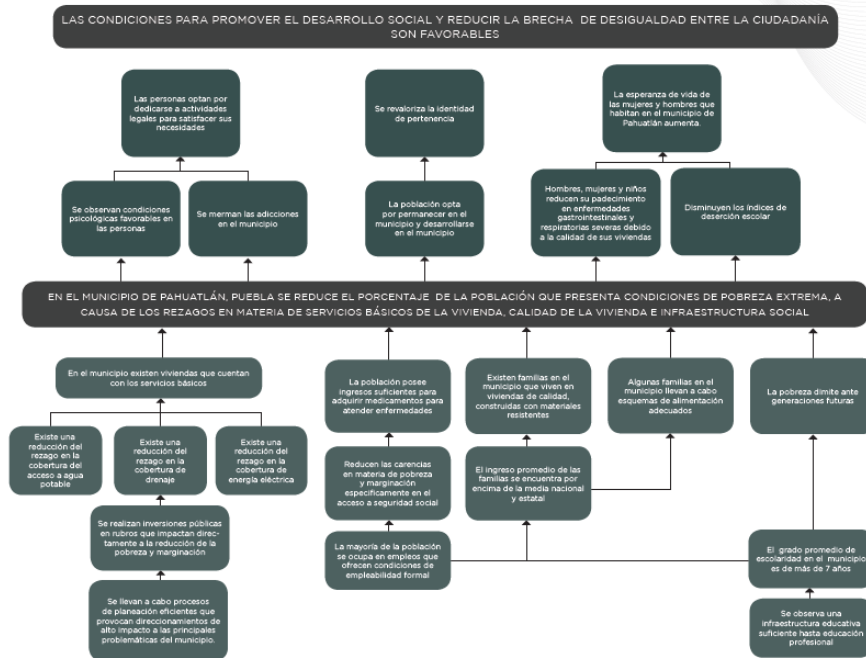 LAS CONDICIONES PARA PROMOVER EL DESARROLLO SOCIAL Y REDUCIR LA BRECHA DE DESIGUALDAD ENTRE LA CIUDADANÍA
SON FAVORABLES
Las personas optan por
dedicarse a actividades
legales para satisfacer sus
necesidades
Se revaloriza la identidad
de pertenencia
La esperanza de vida de
las mujeres y hombres que
habitan en el municipio de
Pahuatlán aumenta.
Se observan condiciones
psicológicas favorables en
las personas
Se merman las adicciones
en el municipio
La población opta
por permanecer en el
municipio y desarrollarse
en el municipio
Hombres, mujeres y niños
reducen su padecimiento
en enfermedades
gastrointestinales y
respiratorias severas debido
a la calidad de sus viviendas
Disminuyen los índices de
deserción escolar
EN EL MUNICIPIO DE PAHUATLÁN, PUEBLA SE REDUCE EL PORCENTAJE DE LA POBLACIÓN QUE PRESENTA CONDICIONES DE POBREZA EXTREMA, A
CAUSA DE LOS REZAGOS EN MATERIA DE SERVICIOS BÁSICOS DE LA VIVIENDA, CALIDAD DE LA VIVIENDA E INFRAESTRUCTURA SOCIAL
En el municipio existen viviendas que cuentan
con los servicios básicos
La población posee
ingresos suficientes para
adquirir medicamentos para
atender enfermedades
Existen familias en el
municipio que viven en
viviendas de calidad,
construidas con materiales
resistentes
Algunas familias en el
municipio llevan a cabo
esquemas de alimentación
adecuados
La pobreza dimite ante
generaciones futuras
Existe una
reducción del
rezago en la
cobertura del
acceso a agua
potable
Existe una
reducción del
rezago en la
cobertura de
drenaje
Existe una
reducción del
rezago en la
cobertura de
energía eléctrica
Reducen las carencias
en materia de pobreza
y marginación
especificamente en el
acceso a seguridad social
El ingreso promedio de las
familias se encuentra por
encima de la media nacional
y estatal
Se realizan inversiones públicas
en rubros que impactan direc-
tamente a la reducción de la
pobreza y marginación
La mayoría de la población
se ocupa en empleos que
ofrecen condiciones de
empleabilidad formal
El grado promedio de
escolaridad en el municipio
es de más de 7 años
Se llevan a cabo procesos
de planeación eficientes que
provocan direccionamientos de
alto impacto a las principales
problemáticas del municipio.
Se observa una
infraestructura educativa
suficiente hasta educación
profesional